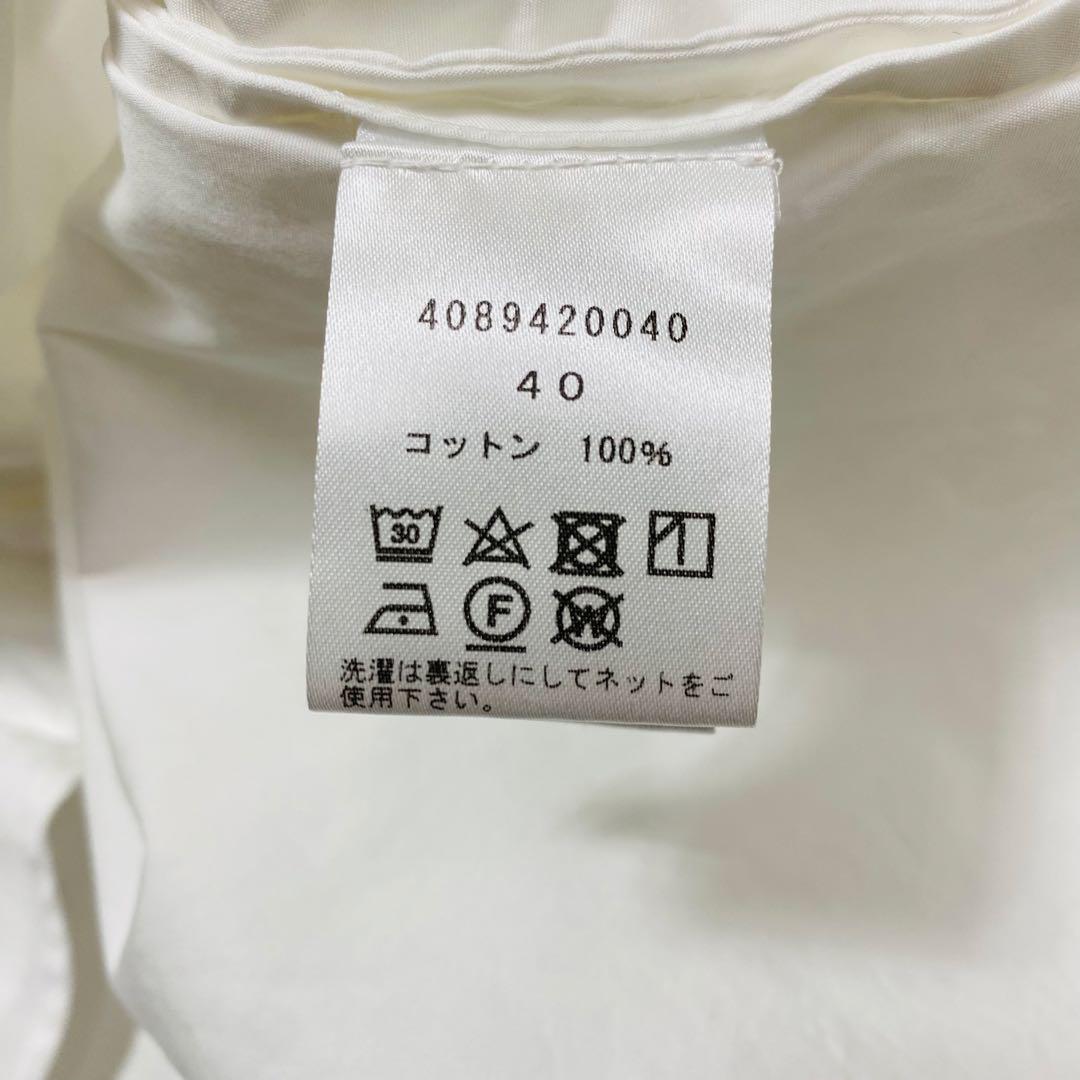 4089420040
40
コットン 100%
30
F W
洗濯は裏返しにしてネットをご
使用下さい。